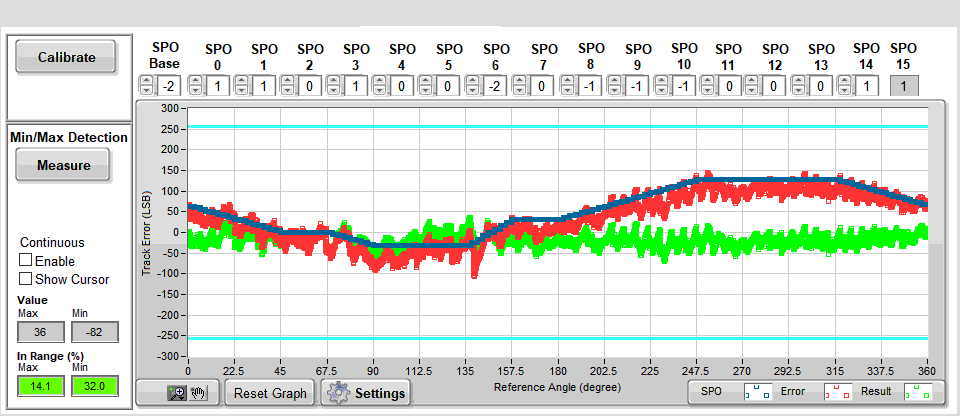 Calibrate
Min/Max Detection
Measure
Continuous
Enable
Show Cursor
Value
Max Min
36 -82
In Range (%)
Max Min
14.1 32.0
SPO Base SPO 0 SPO 1 SPO 2 SPO 3 SPO 4 SPO 5 SPO 6 SPO 7 SPO 8 SPO 9 SPO 10 SPO 11 SPO 12 SPO 13 SPO 14 SPO 15
-2 1 1 0 1 0 0 -2 0 -1 -1 -1 0 0 0 1 1
Track Error (LSB)
300
250
200
150
100
50
0
-50
-100
-150
-200
-250
-300
0 22.5 45 67.5 90 112.5 135 157.5 180 202.5 225 247.5 270 292.5 315 337.5 360
Reference Angle (degree)
Reset Graph Settings
SPO Error Result